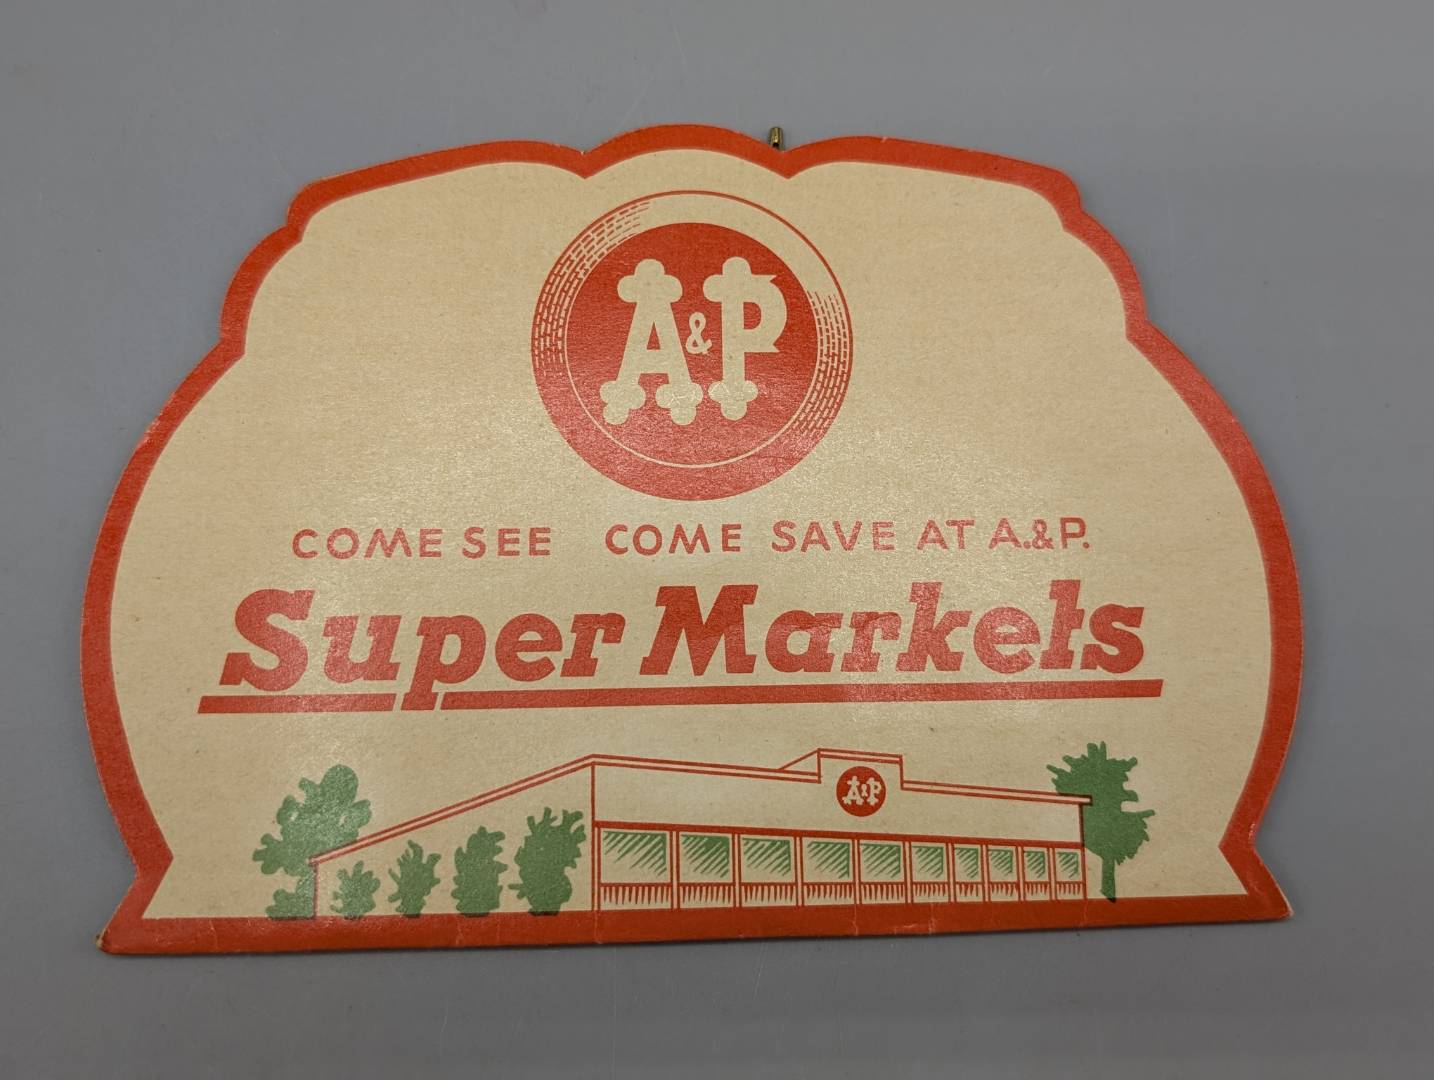 A&P
COME SEE COME SAVE AT A.&P.
Super Markets
A&P